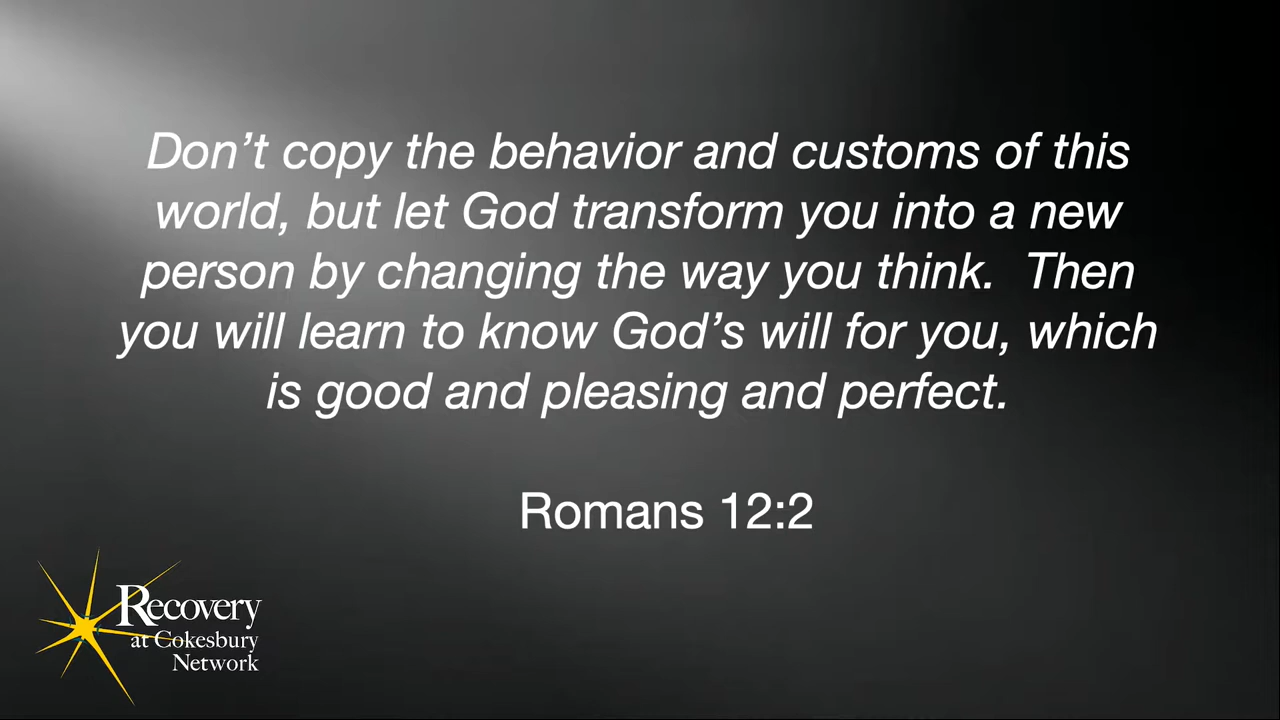 Don’t copy the behavior and customs of this
world, but let God transform you into a new
person by changing the way you think.  Then
you will learn to know God’s will for you, which
is good and pleasing and perfect.
Romans 12:2
Recovery
at Cokesbury
Network